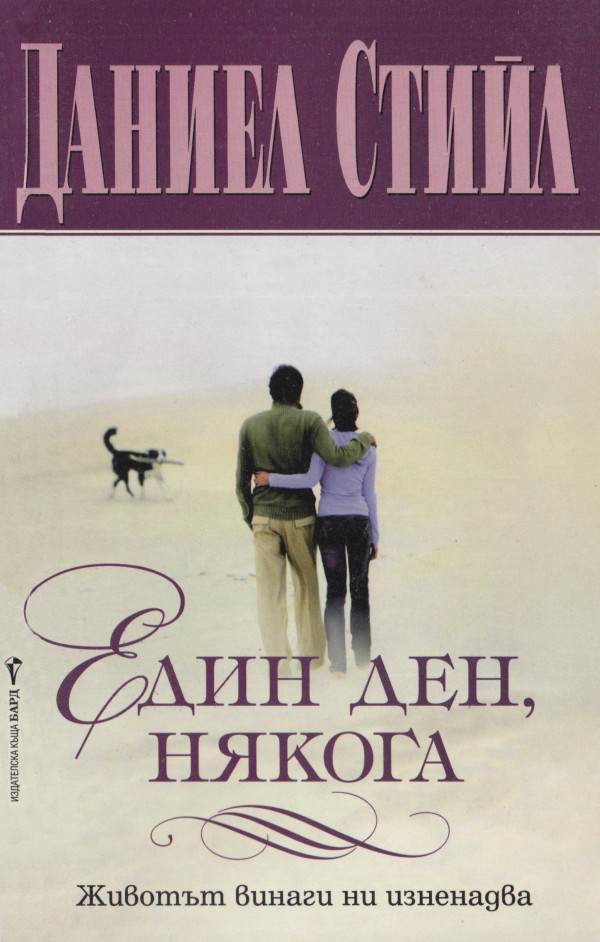 ДАНИЕЛ СТИЙЛ
ЕДИН ДЕН,
НЯКОГА
ИЗДАТЕЛСКА КЪЩА БАРД
Животът винаги ни изненадва